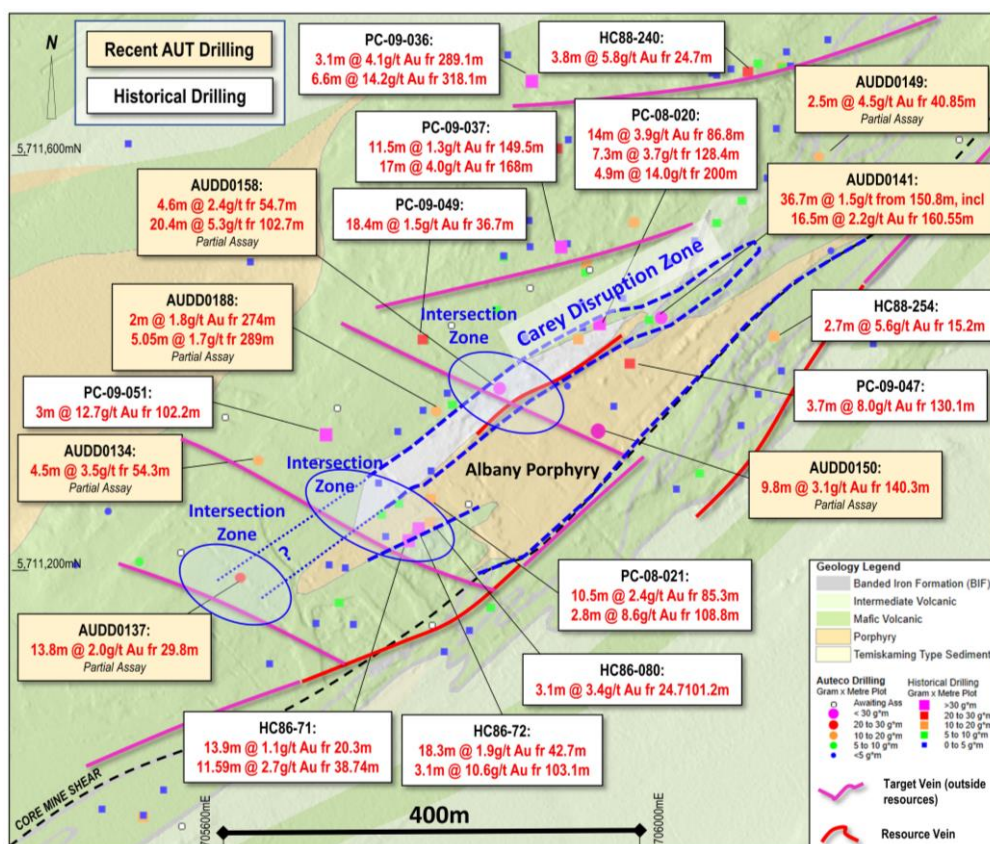 N
Recent AUT Drilling
Historical Drilling
PC-09-036:
3.1m @ 4.1g/t Au fr 289.1m
6.6m @ 14.2g/t Au fr 318.1m
HC88-240:
3.8m @ 5.8g/t Au fr 24.7m
AUDD0149:
2.5m @ 4.5g/t Au fr 40.85m
Partial Assay
5,711,600mN
PC-09-037:
11.5m @ 1.3g/t Au fr 149.5m
17m @ 4.0g/t Au fr 168m
PC-08-020:
14m @ 3.9g/t Au fr 86.8m
7.3m @ 3.7g/t Au fr 128.4m
4.9m @ 14.0g/t fr 200m
AUDD0158:
4.6m @ 2.4g/t fr 54.7m
20.4m @ 5.3g/t fr 102.7m
Partial Assay
PC-09-049:
18.4m @ 1.5g/t Au fr 36.7m
AUDD0141:
36.7m @ 1.5g/t from 150.8m, incl
16.5m @ 2.2g/t Au fr 160.55m
Carey Disruption Zone
Intersection
Zone
AUDD0188:
2m @ 1.8g/t Au fr 274m
5.05m @ 1.7g/t fr 289m
Partial Assay
HC88-254:
2.7m @ 5.6g/t Au fr 15.2m
PC-09-051:
3m @ 12.7g/t Au fr 102.2m
PC-09-047:
3.7m @ 8.0g/t Au fr 130.1m
AUDD0134:
4.5m @ 3.5g/t fr 54.3m
Partial Assay
Intersection
Zone
Albany Porphyry
AUDD0150:
9.8m @ 3.1g/t Au fr 140.3m
Partial Assay
Intersection
Zone
?
5,711,200mN
PC-08-021:
10.5m @ 2.4g/t Au fr 85.3m
2.8m @ 8.6g/t Au fr 108.8m
AUDD0137:
13.8m @ 2.0g/t Au fr 29.8m
Partial Assay
HC86-080:
3.1m @ 3.4g/t Au fr 24.7101.2m
HC86-71:
13.9m @ 1.1g/t Au fr 20.3m
11.59m @ 2.7g/t Au fr 38.74m
HC86-72:
18.3m @ 1.9g/t Au fr 42.7m
3.1m @ 10.6g/t Au fr 103.1m
CORE MINE SHEAR
705600mE
400m
706000mE
Geology Legend
Banded Iron Formation (BIF)
Intermediate Volcanic
Mafic Volcanic
Porphyry
Temiskaming Type Sediment
Auteco Drilling
Gram x Metre Plot
Awaiting Ass
< 30 g*m
20 to 30 g*m
10 to 20 g*m
5 to 10 g*m
<5 g*m
Historical Drilling
Gram x Metre Plot
>30 g*m
20 to 30 g*m
10 to 20 g*m
5 to 10 g*m
0 to 5 g*m
Target Vein (outside
resources)
Resource Vein